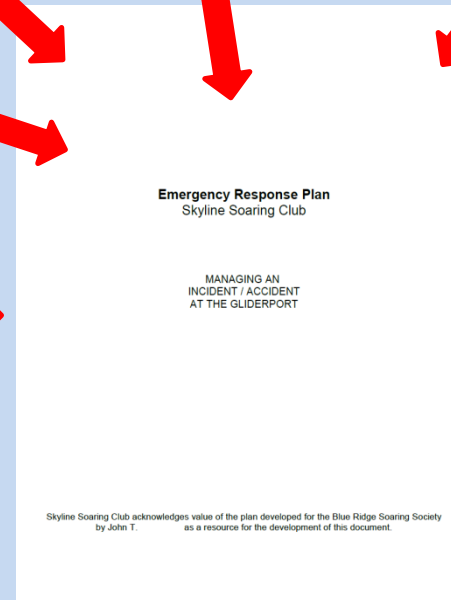 Emergency Response Plan
Skyline Soaring Club
MANAGING AN
INCIDENT / ACCIDENT
AT THE GLIDERPORT
Skyline Soaring Club acknowledges value of the plan developed for the Blue Ridge Soaring Society
by John T. as a resource for the development of this document.